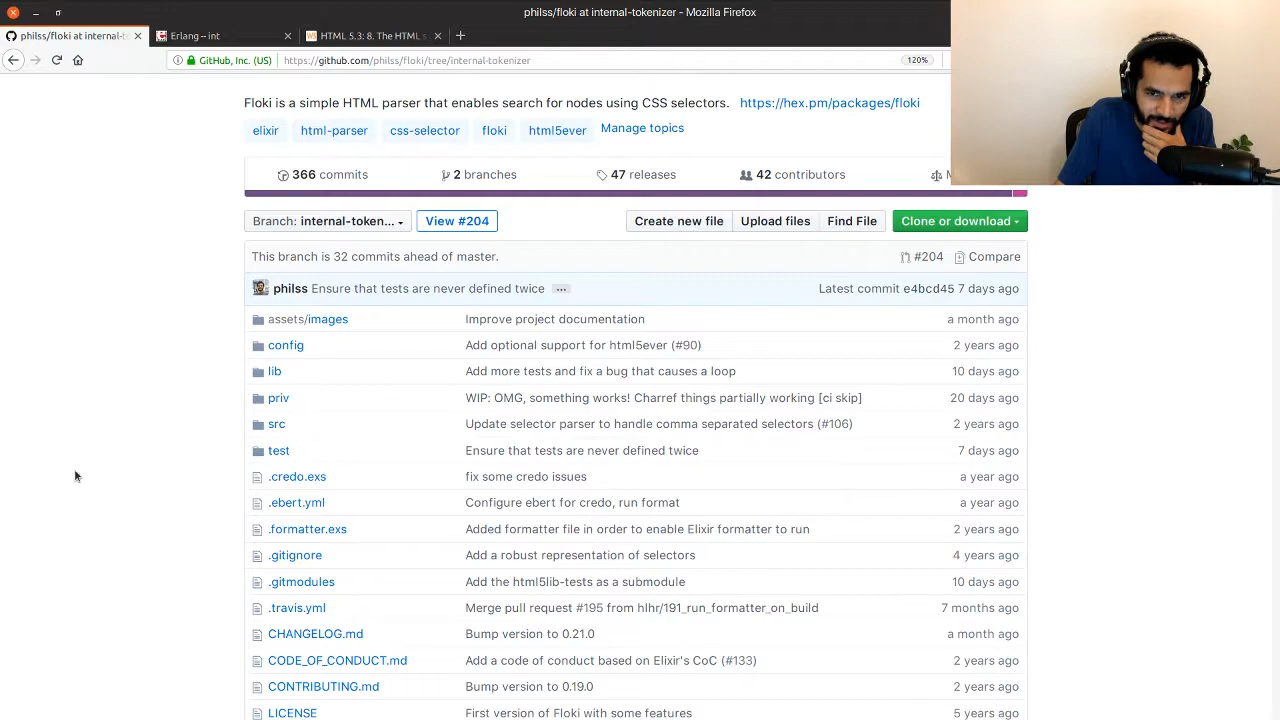 philss/floki at internal-tokenizer - Mozilla Firefox
philss/floki at internal-t
Erlang -- int
HTML 5.3: 8. The HTML s
GitHub, Inc. (US)
https://github.com/philss/floki/tree/internal-tokenizer
120%
Floki is a simple HTML parser that enables search for nodes using CSS selectors. https://hex.pm/packages/floki
elixir html-parser css-selector floki html5ever Manage topics
366 commits 2 branches 47 releases 42 contributors
Branch: internal-token... View #204 Create new file Upload files Find File Clone or download
This branch is 32 commits ahead of master. #204 Compare
philss Ensure that tests are never defined twice ... Latest commit e4bcd45 7 days ago
assets/images Improve project documentation a month ago
config Add optional support for html5ever (#90) 2 years ago
lib Add more tests and fix a bug that causes a loop 10 days ago
priv WIP: OMG, something works! Charref things partially working [ci skip] 20 days ago
src Update selector parser to handle comma separated selectors (#106) 2 years ago
test Ensure that tests are never defined twice 7 days ago
.credo.exs fix some credo issues a year ago
.ebert.yml Configure ebert for credo, run format a year ago
.formatter.exs Added formatter file in order to enable Elixir formatter to run 2 years ago
.gitignore Add a robust representation of selectors 4 years ago
.gitmodules Add the html5lib-tests as a submodule 10 days ago
.travis.yml Merge pull request #195 from hlhr/191_run_formatter_on_build 7 months ago
CHANGELOG.md Bump version to 0.21.0 a month ago
CODE_OF_CONDUCT.md Add a code of conduct based on Elixir's CoC (#133) 2 years ago
CONTRIBUTING.md Bump version to 0.19.0 2 years ago
LICENSE First version of Floki with some features 5 years ago